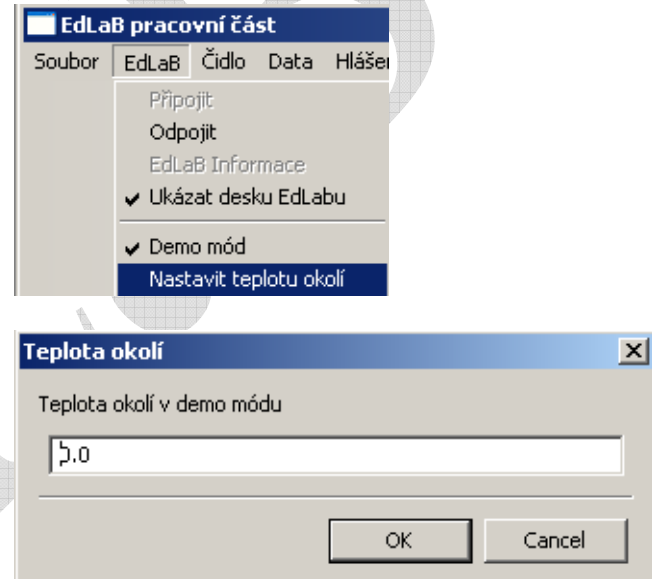 EdLaB pracovní část
Soubor EdLaB Čidlo Data Hlášer
Připojit
Odpojit
EdLaB Informace
Ukázat desku EdLabu
Demo mód
Nastavit teplotu okolí
Teplota okolí
Teplota okolí v demo módu
OK Cancel